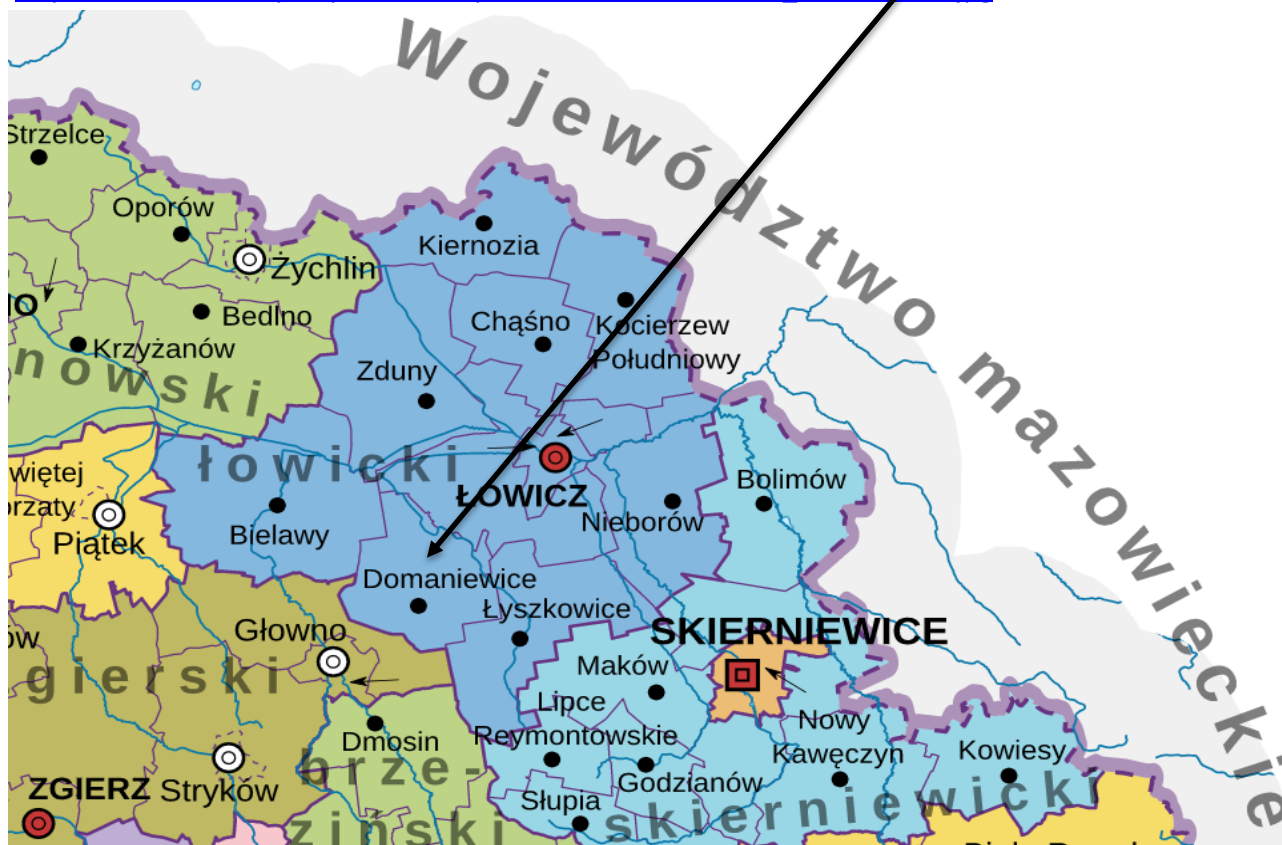 Województwo mazowieckie
Strzelce
Oporów
Żychlin
Kiernozia
Bedlno
Chąśno
Kocierzew
Południowy
Krzyżanów
nowski
Zduny
łowicki
ŁOWICZ
Bolimów
Nieborów
Bielawy
więtej
orzaty
Piątek
Domaniewice
Łyszkowice
Głowno
SKIERNIEWICE
gierski
Maków
Lipce
Reymontowskie
Nowy
Kawęczyn
Kowiesy
Dmosin
Godzianów
brze-
ziński
ZGIERZ
Stryków
Słupia
skierniewicki